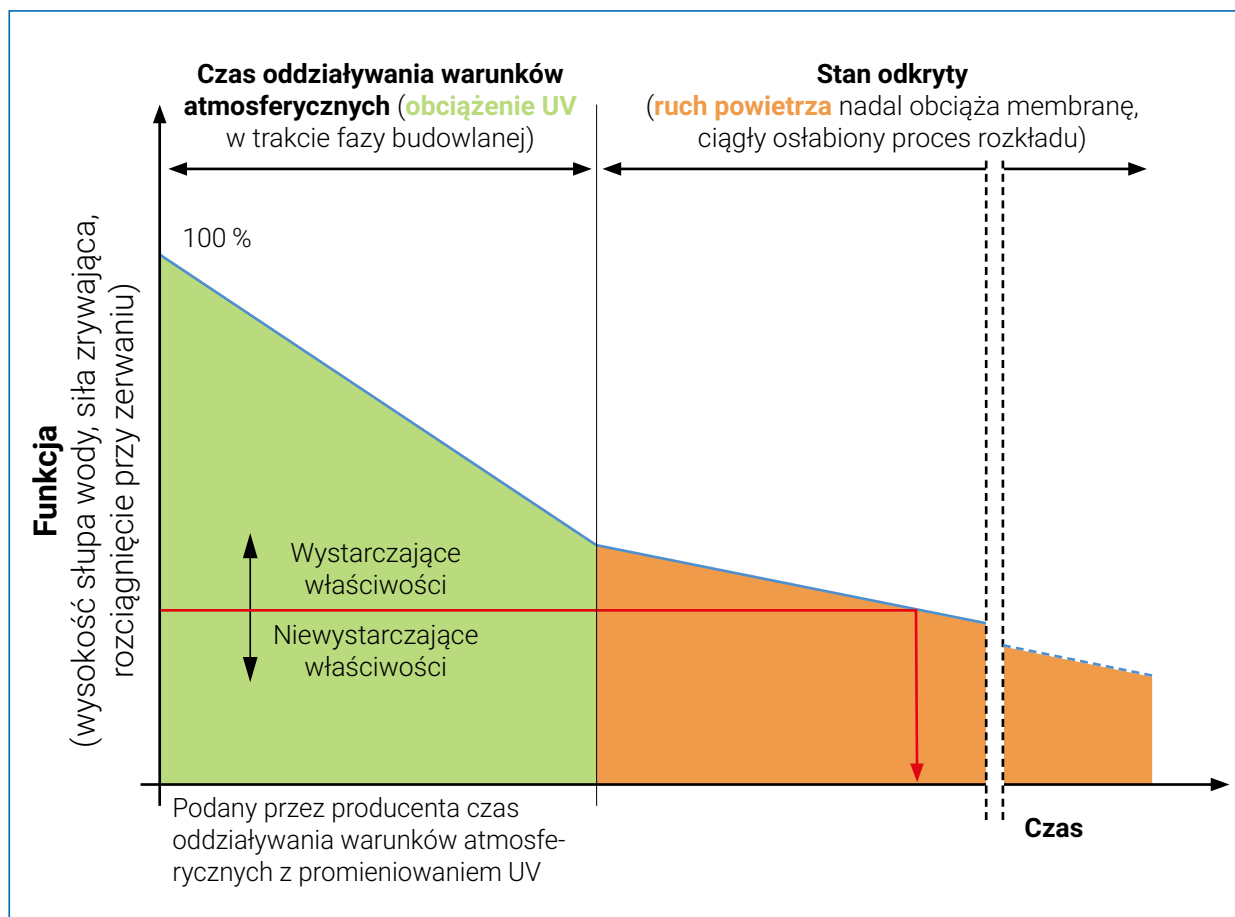 Czas oddziaływania warunków
atmosferycznych (obciążenie UV
w trakcie fazy budowlanej)
Stan odkryty
(ruch powietrza nadal obciąża membranę,
ciągły osłabiony proces rozkładu)
100 %
Funkcja
(wysokość słupa wody, siła zrywająca,
rozciągnięcie przy zerwaniu)
Wystarczające
właściwości
Niewystarczające
właściwości
Podany przez producenta czas
oddziaływania warunków atmosfe-
rycznych z promieniowaniem UV
Czas